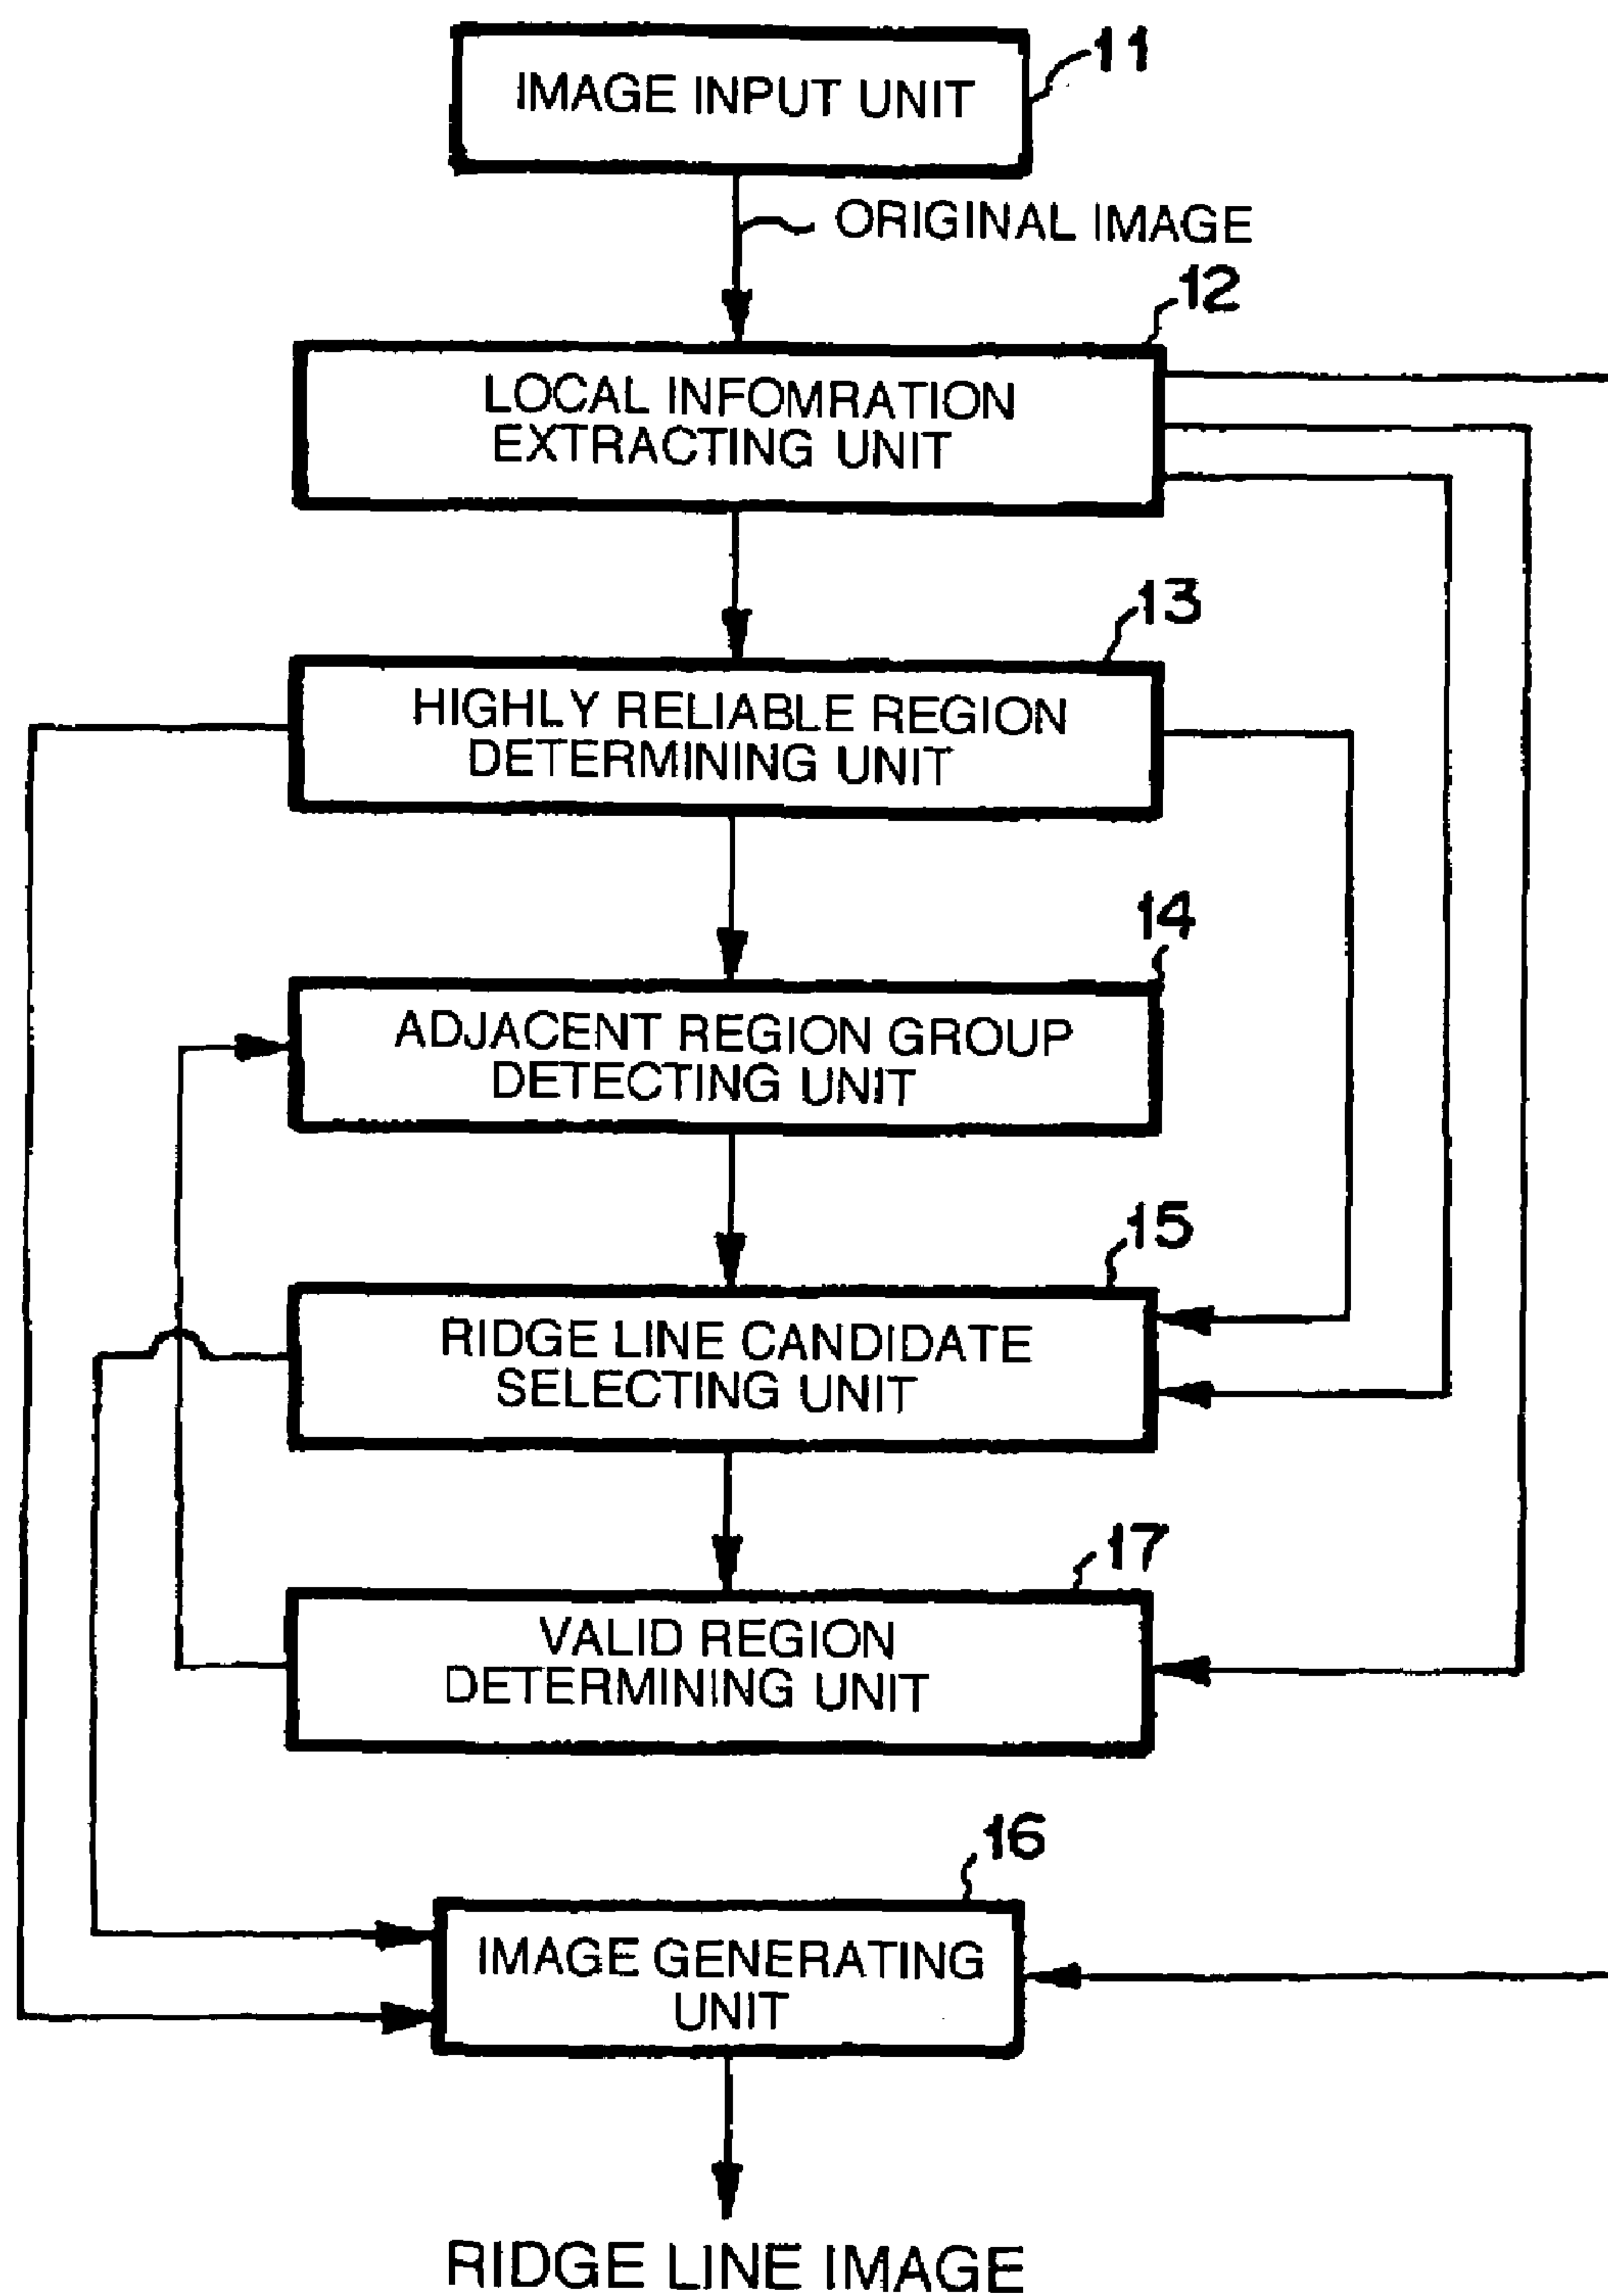 IMAGE INPUT UNIT
11
ORIGINAL IMAGE
12
LOCAL INFOMRATION
EXTRACTING UNIT
13
HIGHLY RELIABLE REGION
DETERMINING UNIT
14
ADJACENT REGION GROUP
DETECTING UNIT
15
RIDGE LINE CANDIDATE
SELECTING UNIT
17
VALID REGION
DETERMINING UNIT
16
IMAGE GENERATING
UNIT
RIDGE LINE IMAGE